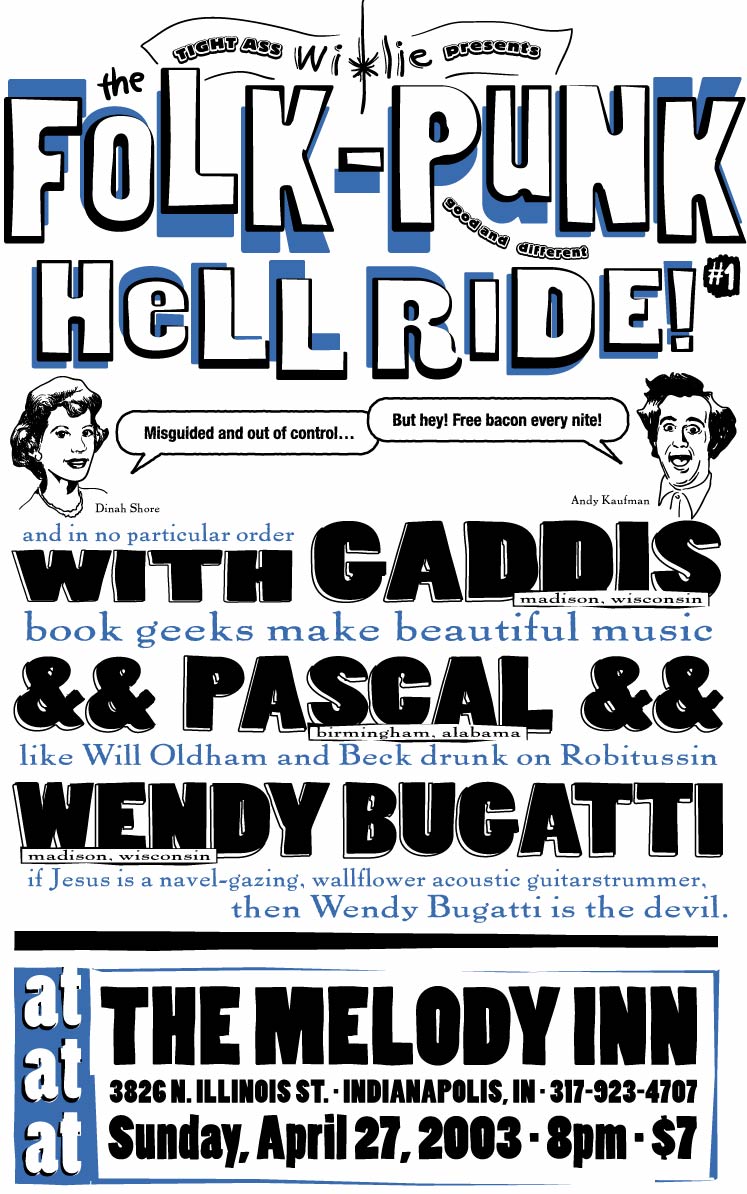 TIGHT ASS Wi*lie presents
the
FOLK-PUNK
good and different
HELL RIDE!
#1
Misguided and out of control...
But hey! Free bacon every nite!
Dinah Shore
Andy Kaufman
and in no particular order
WITH GADDIS
madison, wisconsin
book geeks make beautiful music
&& PASCAL &&
birmingham, alabama
like Will Oldham and Beck drunk on Robitussin
WENDY BUGATTI
madison, wisconsin
if Jesus is a navel-gazing, wallflower acoustic guitarstrummer,
then Wendy Bugatti is the devil.
at
at
at
THE MELODY INN
3826 N. ILLINOIS ST. · INDIANAPOLIS, IN · 317-923-4707
Sunday, April 27, 2003 · 8pm · $7